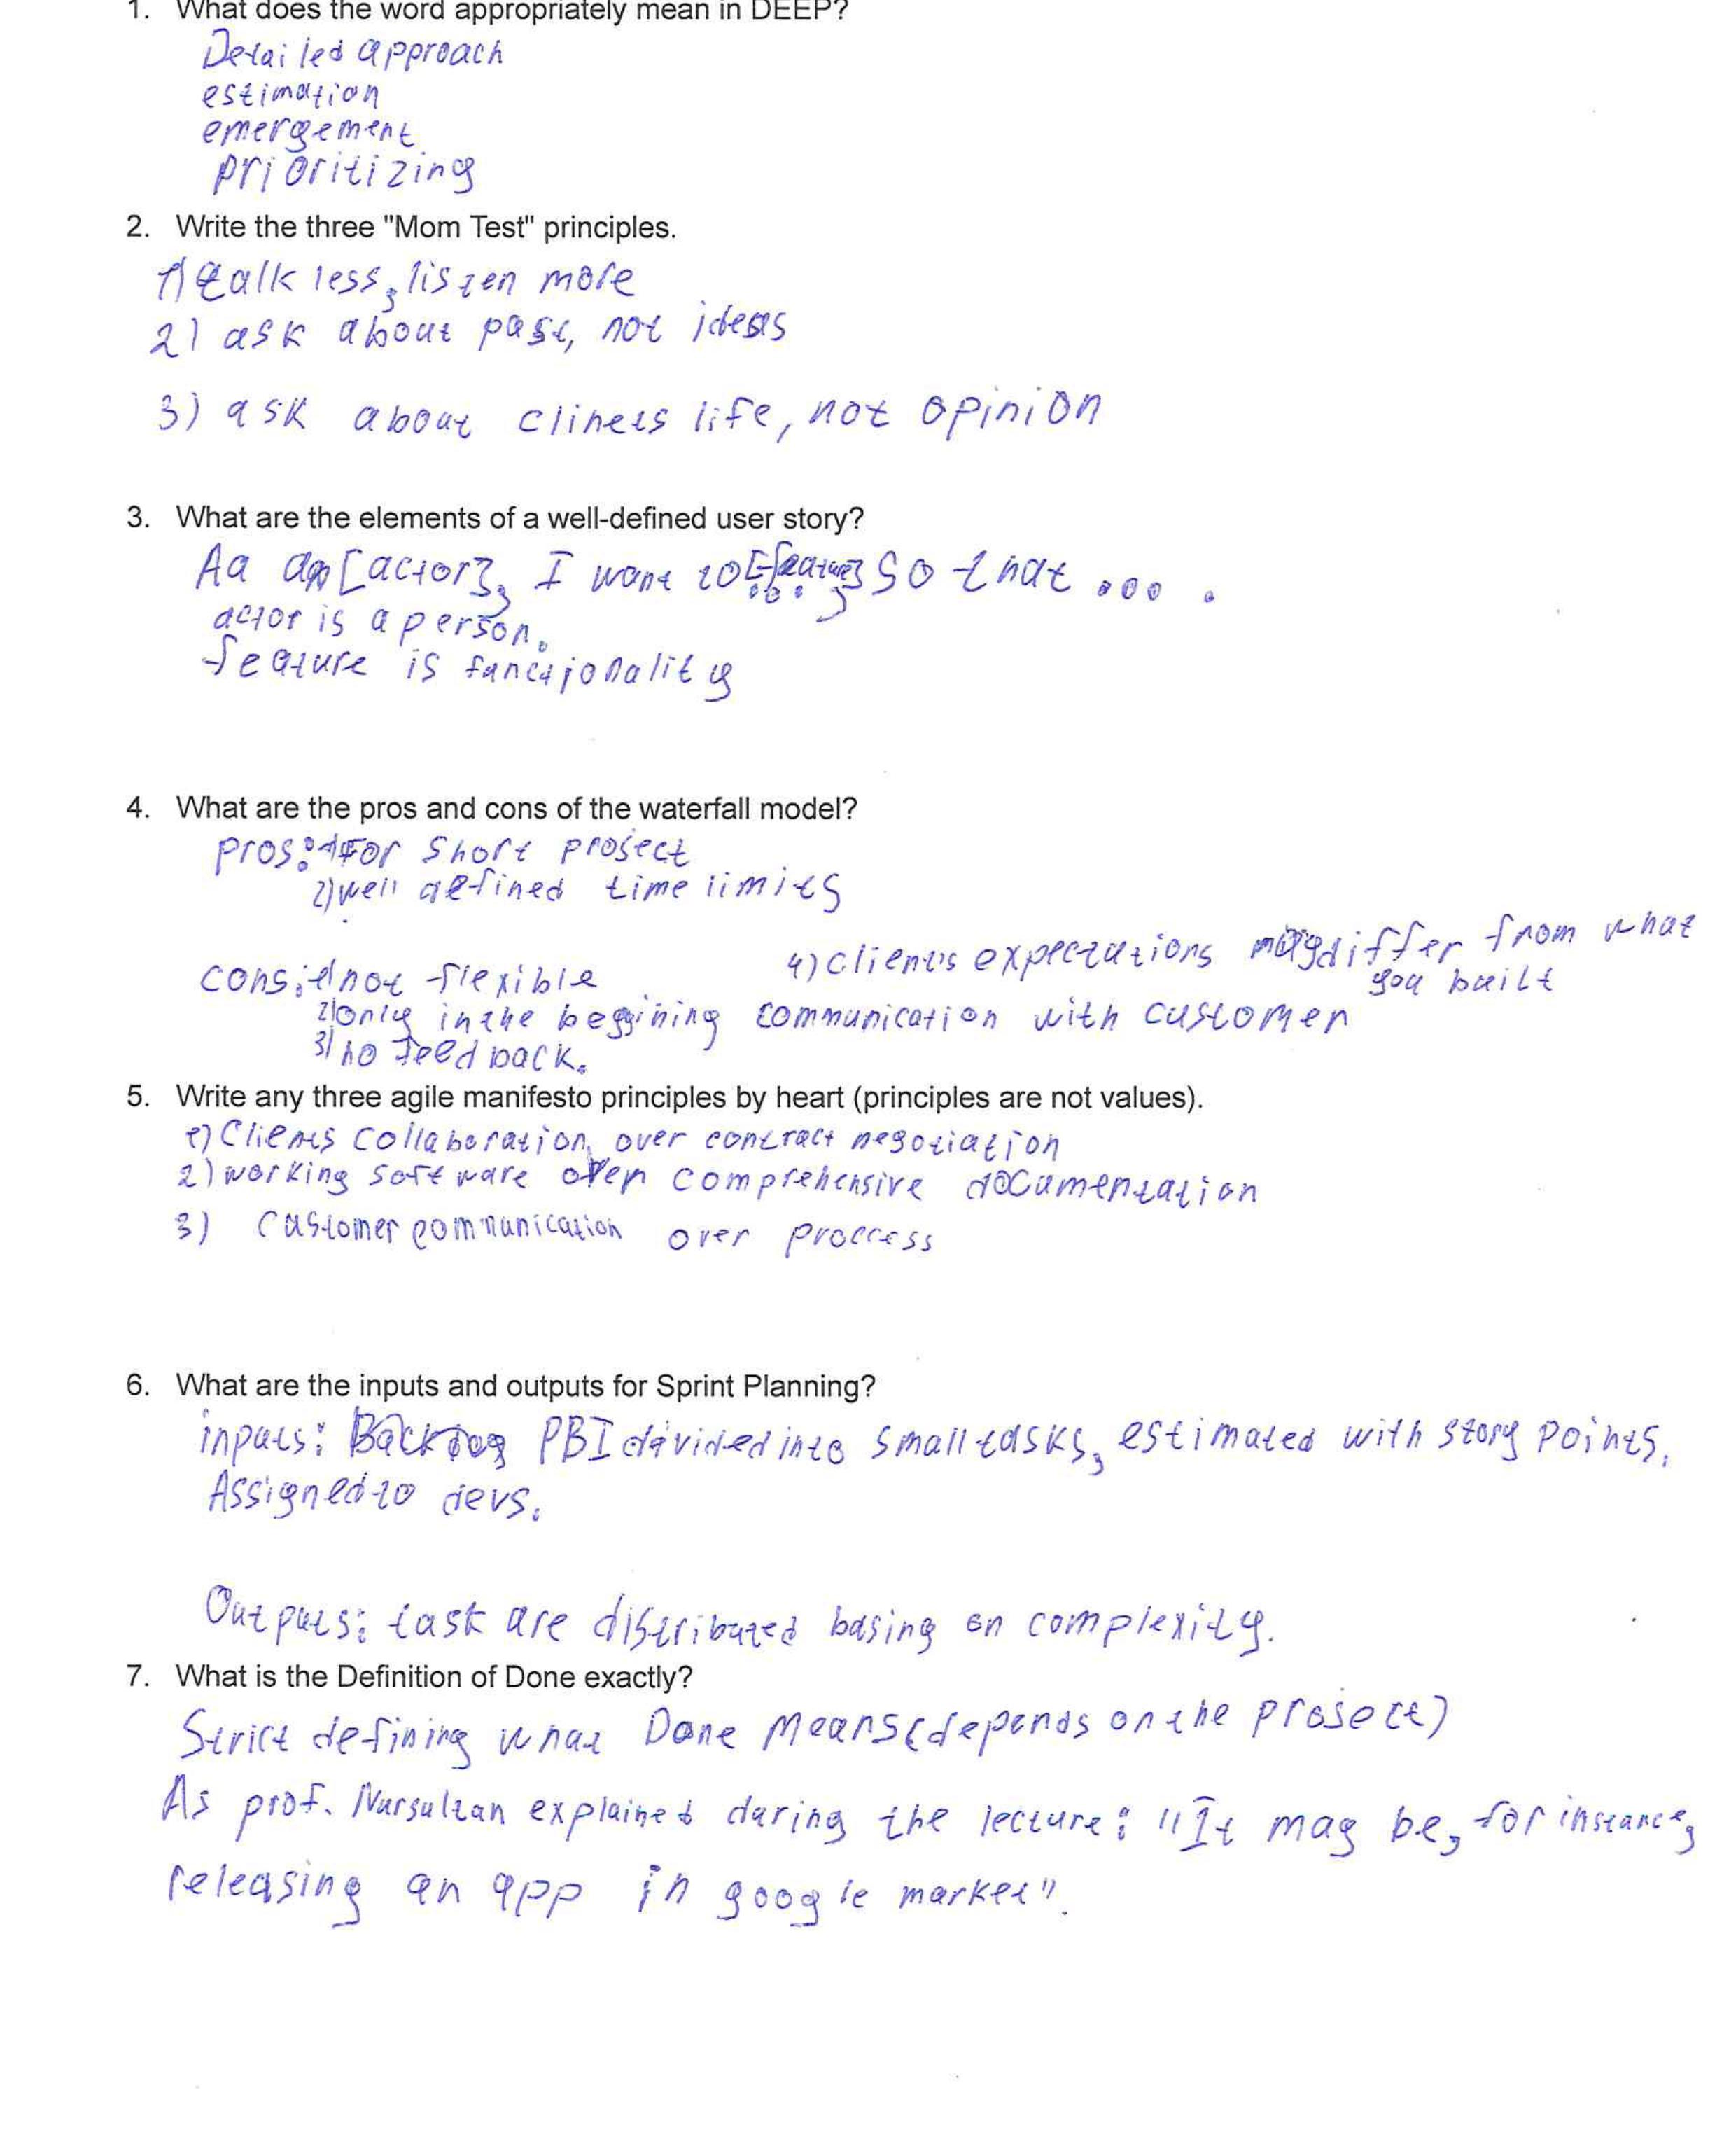 1. What does the word appropriately mean in DEEP?
Detailed approach
estimation
emergement
prioritizing
2. Write the three "Mom Test" principles.
1) talk less, listen more
2) ask about past, not ideas
3) ask about clinets life, not opinion
3. What are the elements of a well-defined user story?
Aa [actor], I want to [feature] so that ... .
actor is a person.
feature is functionality
4. What are the pros and cons of the waterfall model?
pros: 1) For short project
2) well defined time limits
cons: 1) not flexible
4) client's expectations may differ from what
you built
2) only in the beggining communication with customer
3) no feedback.
5. Write any three agile manifesto principles by heart (principles are not values).
1) Clients collaboration over contract negotiation
2) working software over comprehensive documentation
3) Customer communication over proccess
6. What are the inputs and outputs for Sprint Planning?
inputs: Backlog PBI divided into small tasks, estimated with story points.
Assigned to devs.
Outputs: task are distributed basing on complexity.
7. What is the Definition of Done exactly?
Strict defining what Done means (depends on the project)
As prof. Nursultan explained during the lecture: "It may be, for instance,
releasing an app in google market".